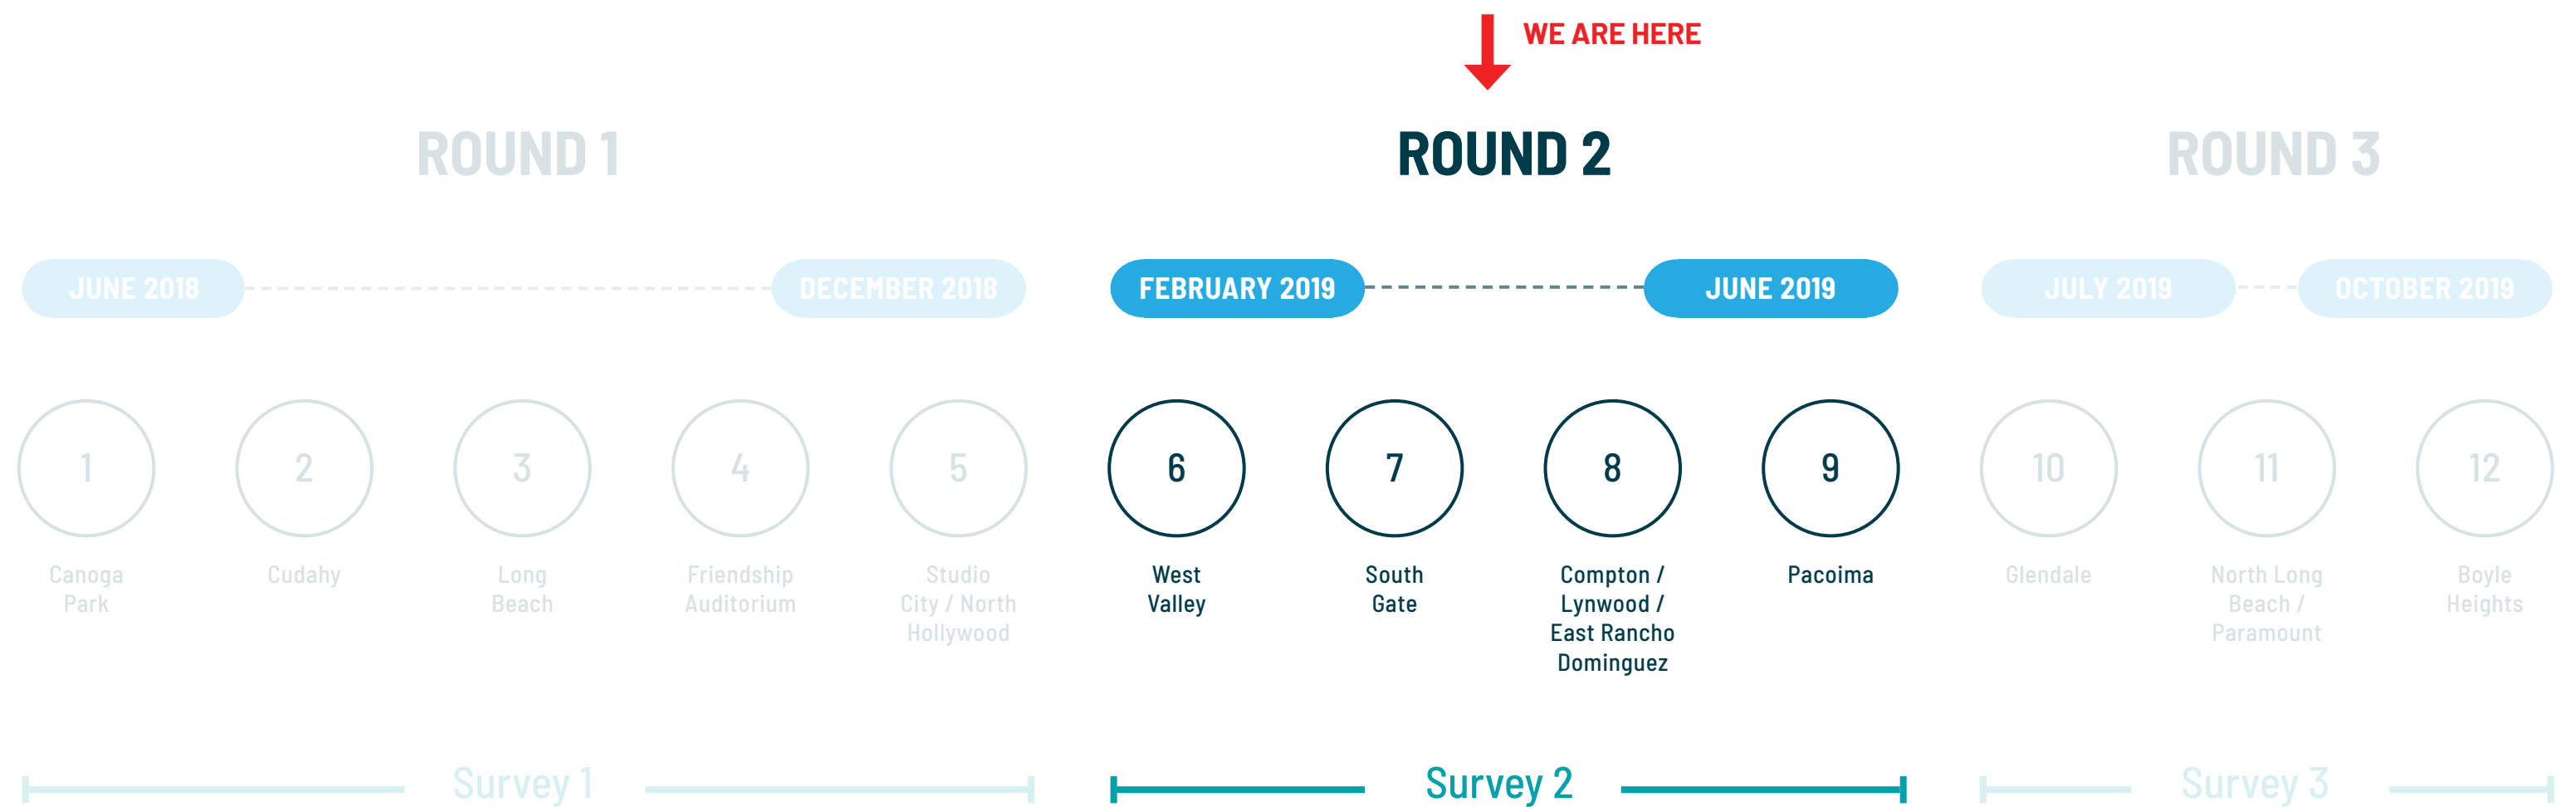 WE ARE HERE
ROUND 1
ROUND 2
ROUND 3
JUNE 2018
DECEMBER 2018
FEBRUARY 2019
JUNE 2019
JULY 2019
OCTOBER 2019
1
2
3
4
5
6
7
8
9
10
11
12
Canoga
Park
Cudahy
Long
Beach
Friendship
Auditorium
Studio
City / North
Hollywood
West
Valley
South
Gate
Compton /
Lynwood /
East Rancho
Dominguez
Pacoima
Glendale
North Long
Beach /
Paramount
Boyle
Heights
Survey 1
Survey 2
Survey 3